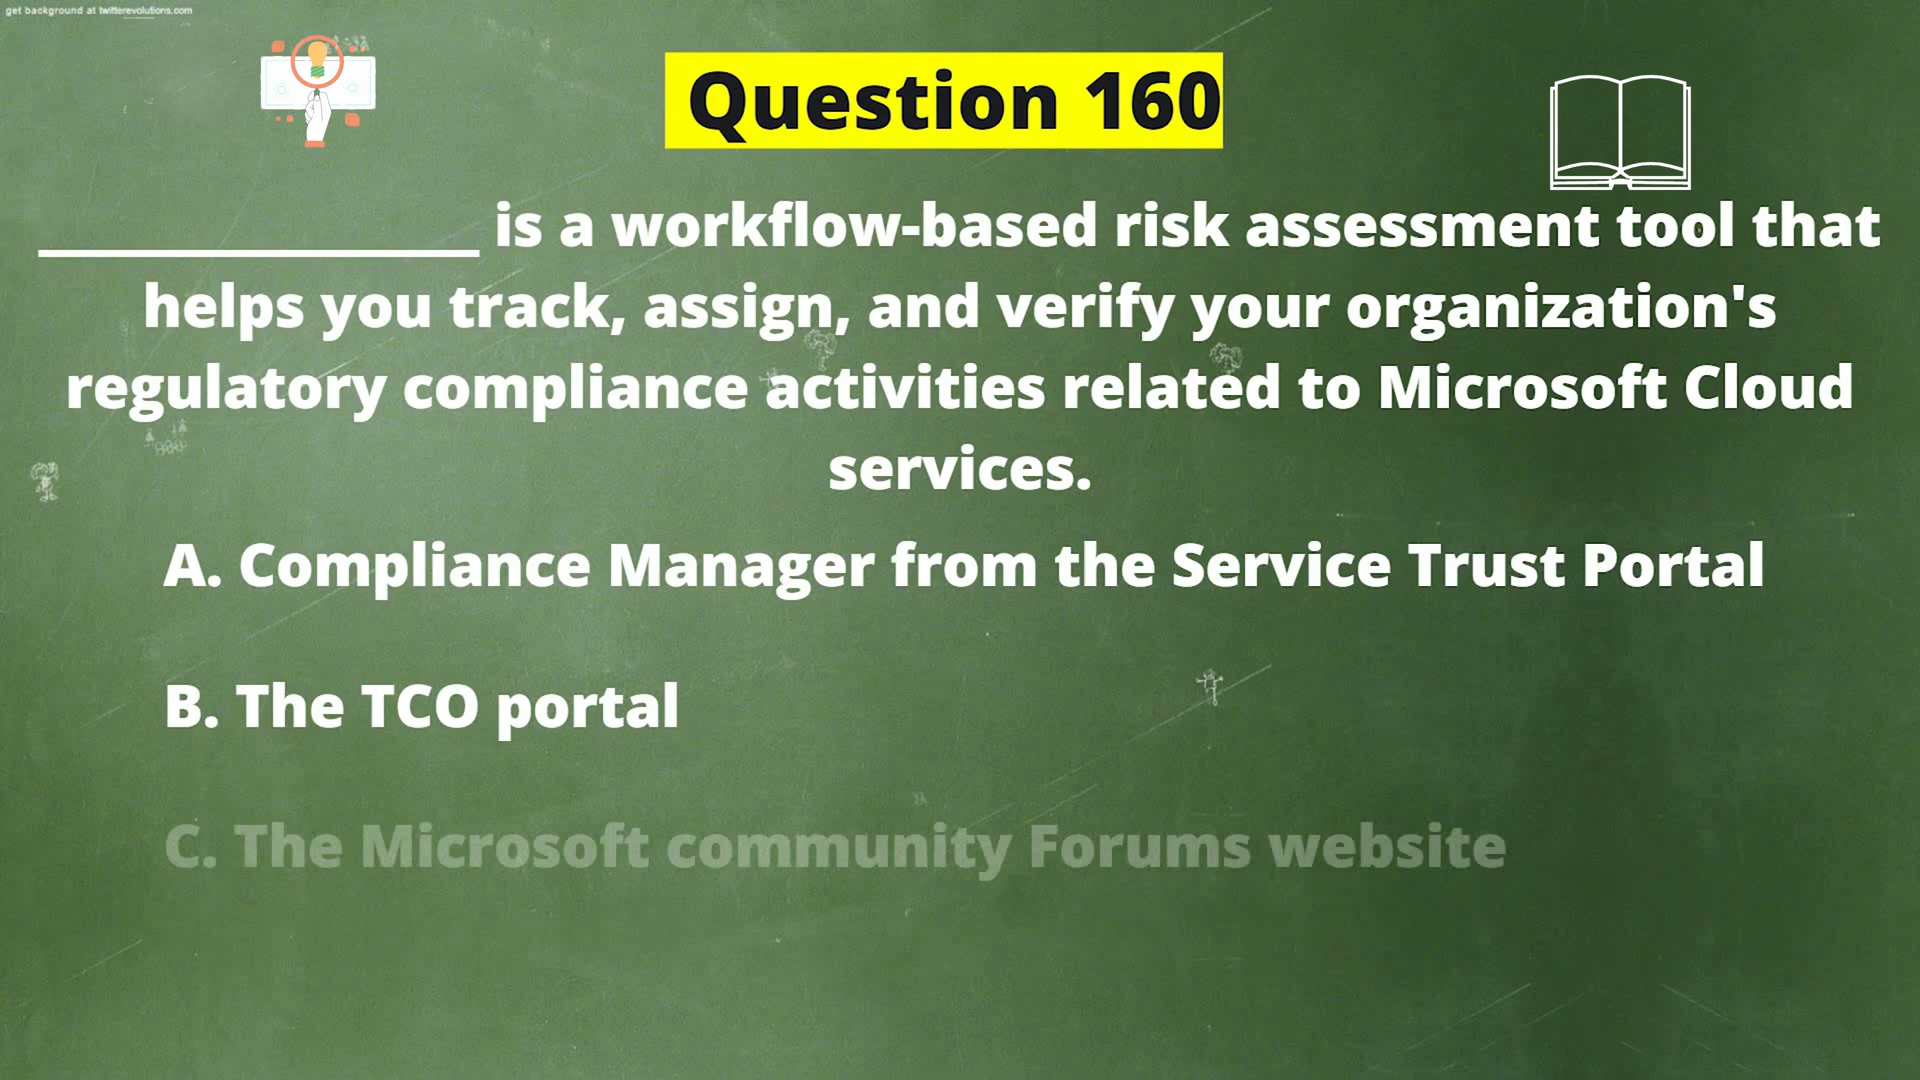 get background at twitterevolutions.com
Question 160
_______________ is a workflow-based risk assessment tool that
helps you track, assign, and verify your organization's
regulatory compliance activities related to Microsoft Cloud
services.
A. Compliance Manager from the Service Trust Portal
B. The TCO portal
C. The Microsoft community Forums website